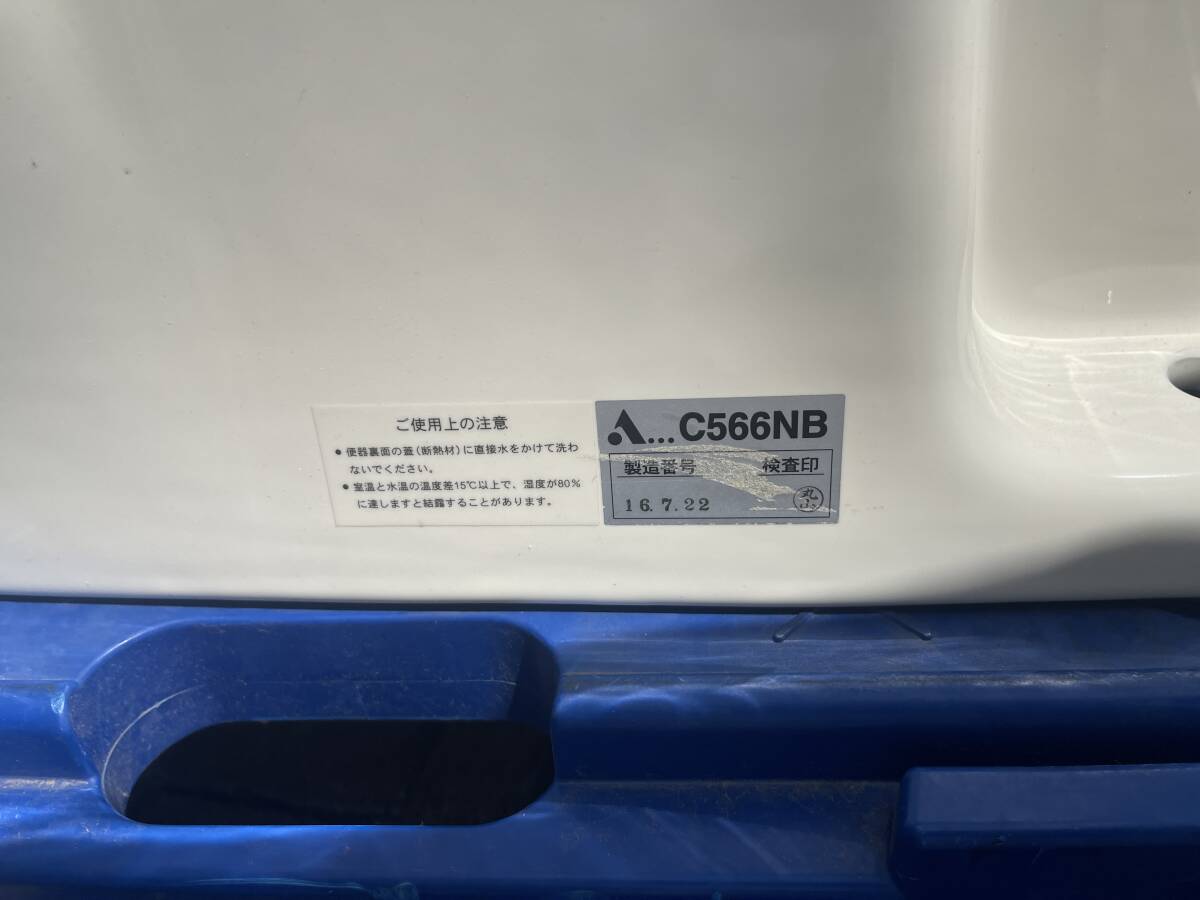 ご使用上の注意
● 便器裏面の蓋(断熱材)に直接水をかけて洗わ
ないでください。
● 室温と水温の温度差15℃以上で、湿度が80%
に達しますと結露することがあります。
A... C566NB
製造番号 検査印
16.7.22 丸山